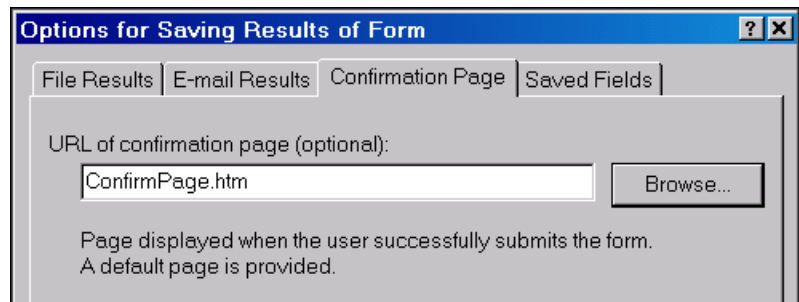 Options for Saving Results of Form
File Results E-mail Results Confirmation Page Saved Fields
URL of confirmation page (optional):
ConfirmPage.htm Browse...
Page displayed when the user successfully submits the form.
A default page is provided.